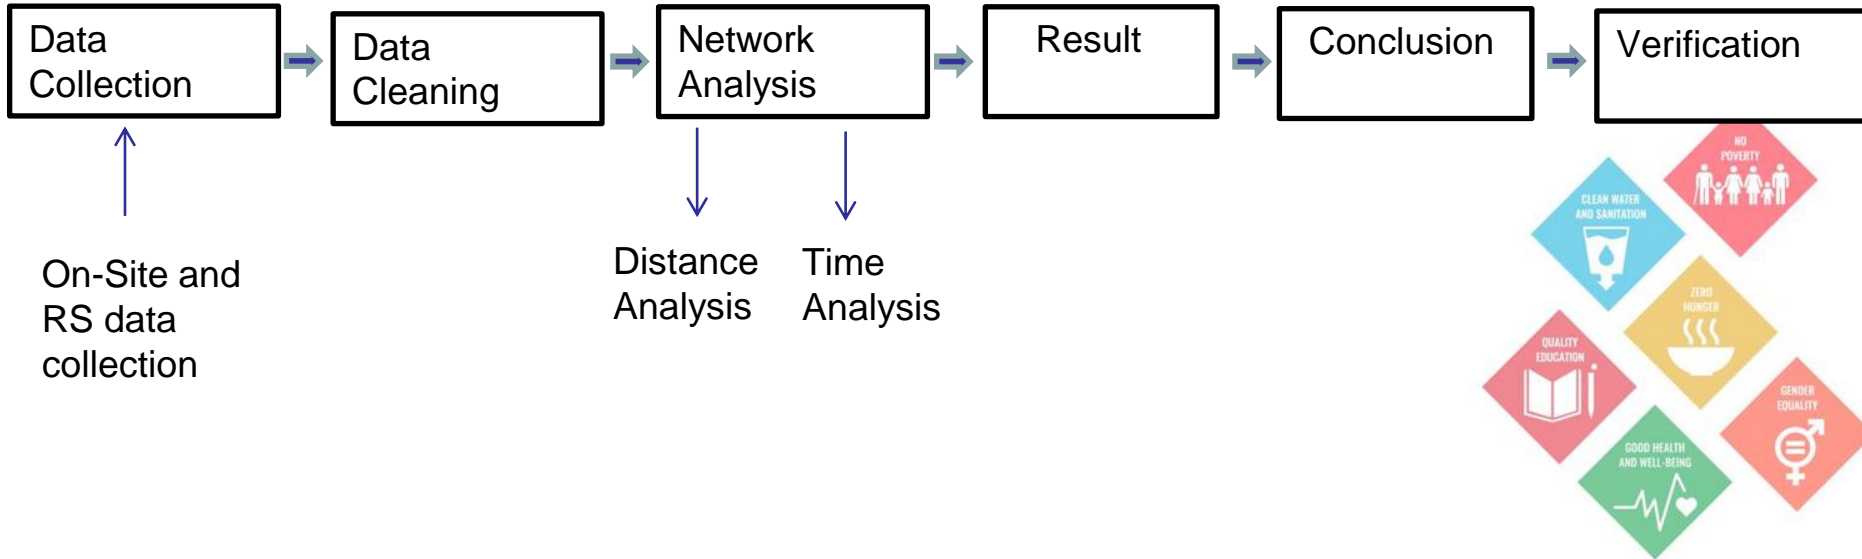 Data
Collection
Data
Cleaning
Network
Analysis
Result
Conclusion
Verification
On-Site and
RS data
collection
Distance
Analysis
Time
Analysis
NO
POVERTY
CLEAN WATER
AND SANITATION
ZERO
HUNGER
QUALITY
EDUCATION
GENDER
EQUALITY
GOOD HEALTH
AND WELL-BEING